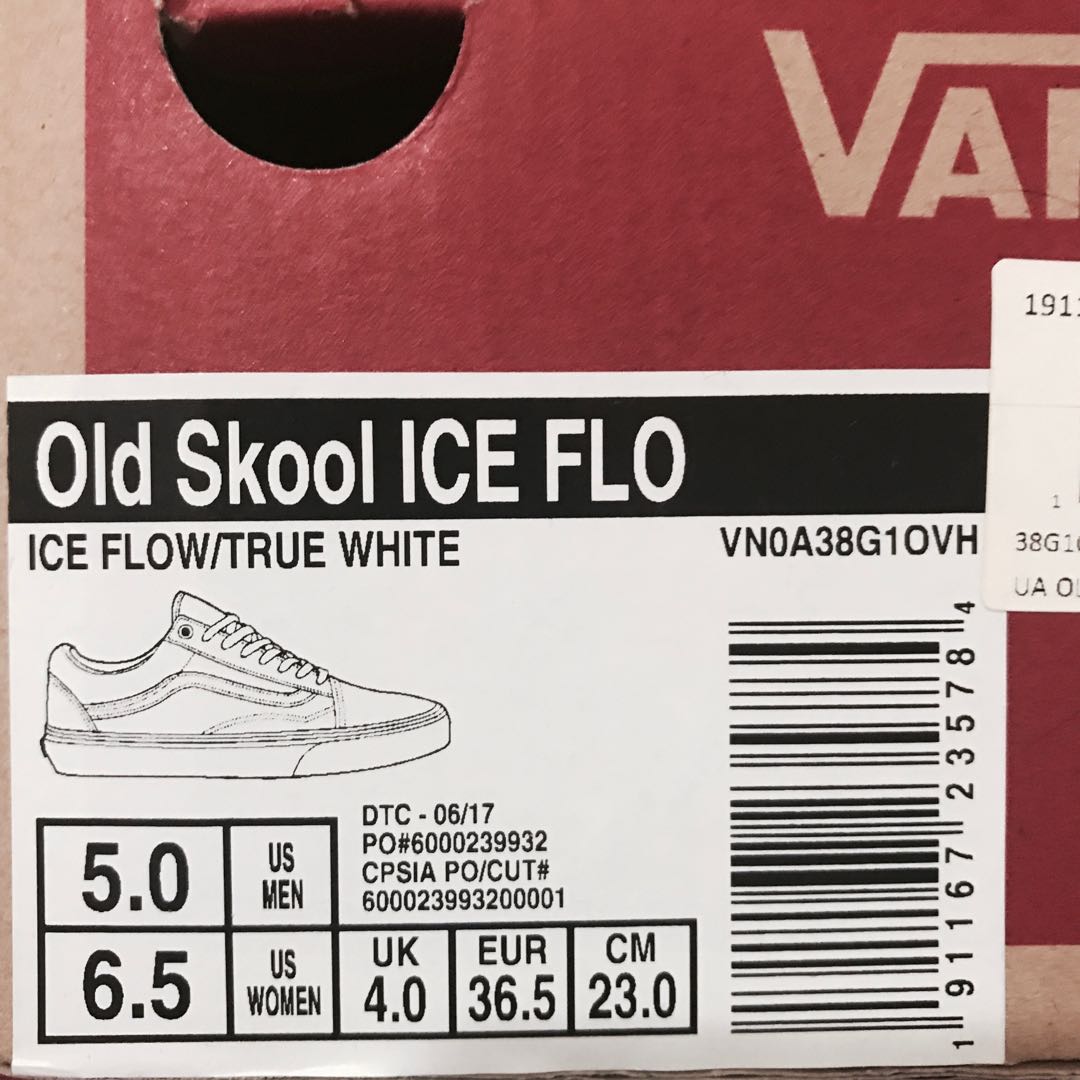 VAN
1911
Old Skool ICE FLO
ICE FLOW/TRUE WHITE
VN0A38G1OVH
1
38G1
UA OL
DTC - 06/17
PO#6000239932
CPSIA PO/CUT#
600023993200001
5.0 US MEN
6.5 US WOMEN
UK 4.0
EUR 36.5
CM 23.0
1 91167 23578 4